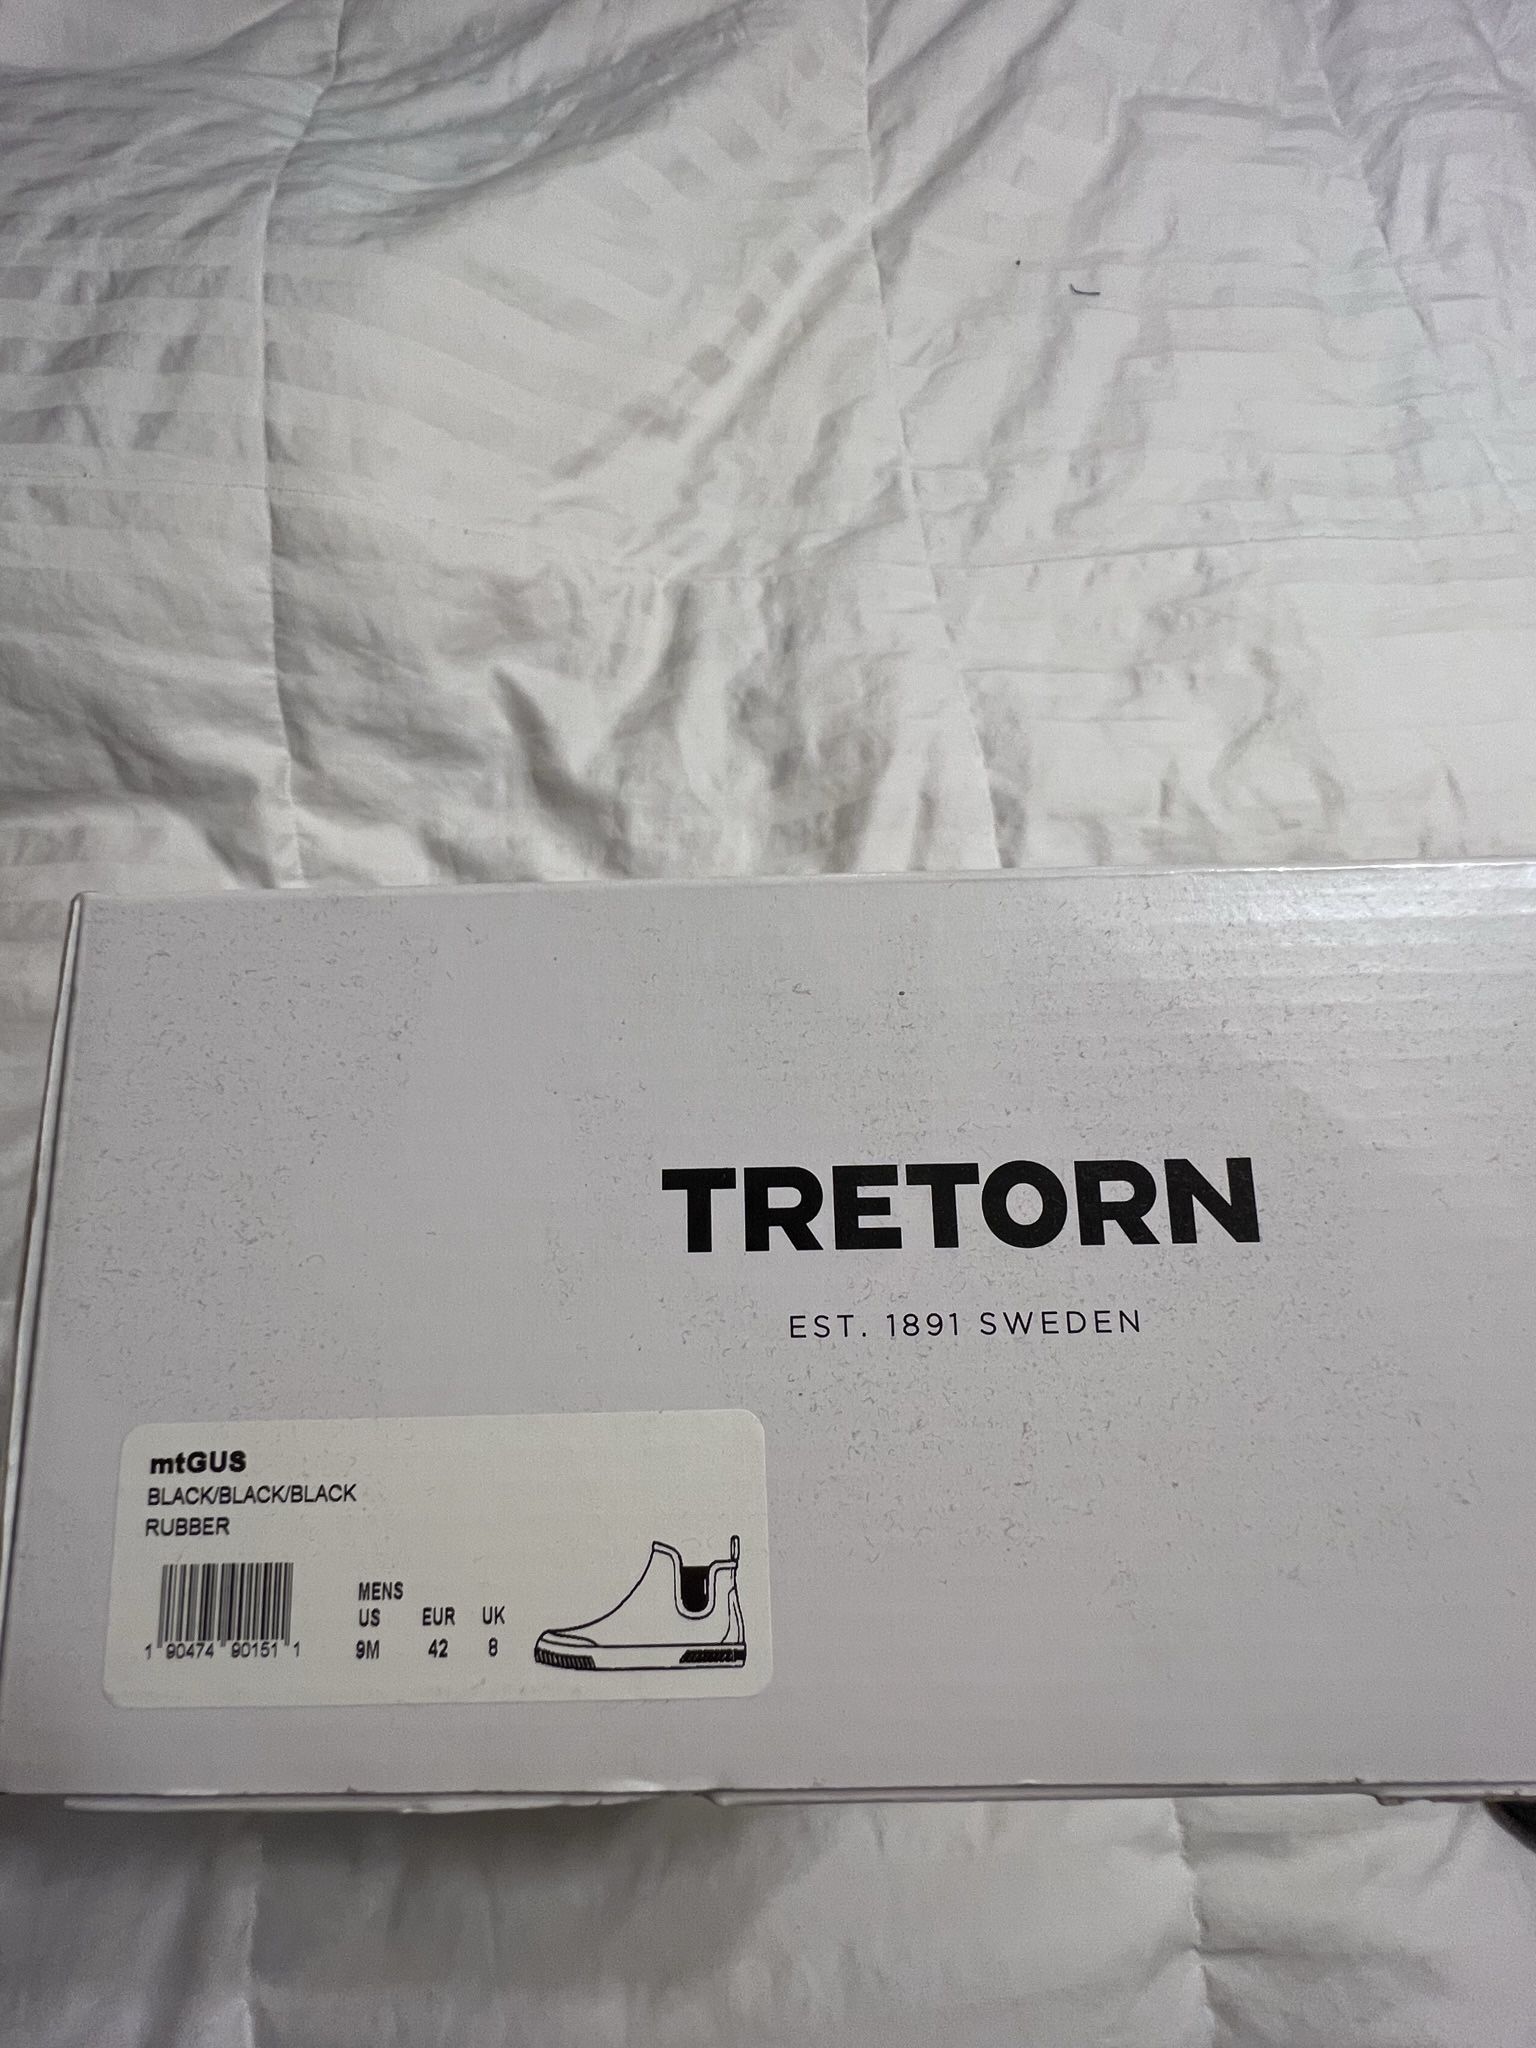 TRETORN
EST. 1891 SWEDEN
mtGUS
BLACK/BLACK/BLACK
RUBBER
MENS
US EUR UK
9M 42 8
1 90474 90151 1